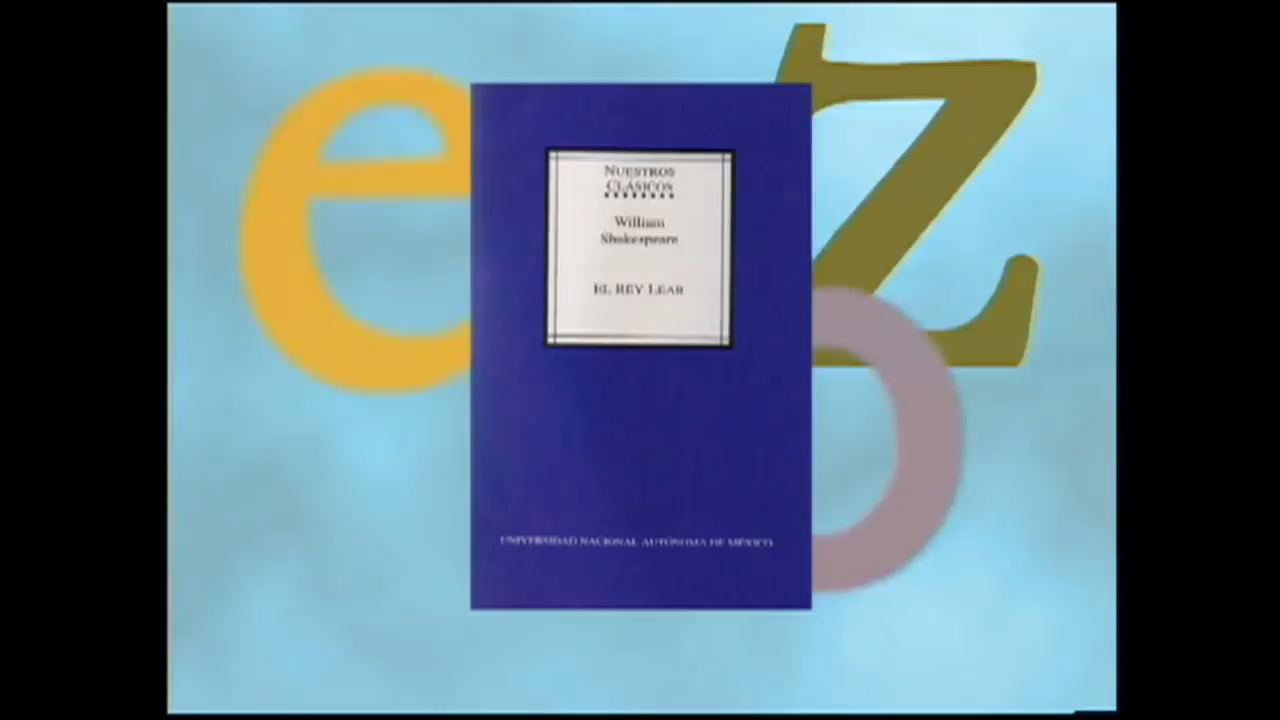 e
z
o
NUESTROS
CLÁSICOS
William
Shakespeare
EL REY LEAR
UNIVERSIDAD NACIONAL AUTÓNOMA DE MÉXICO